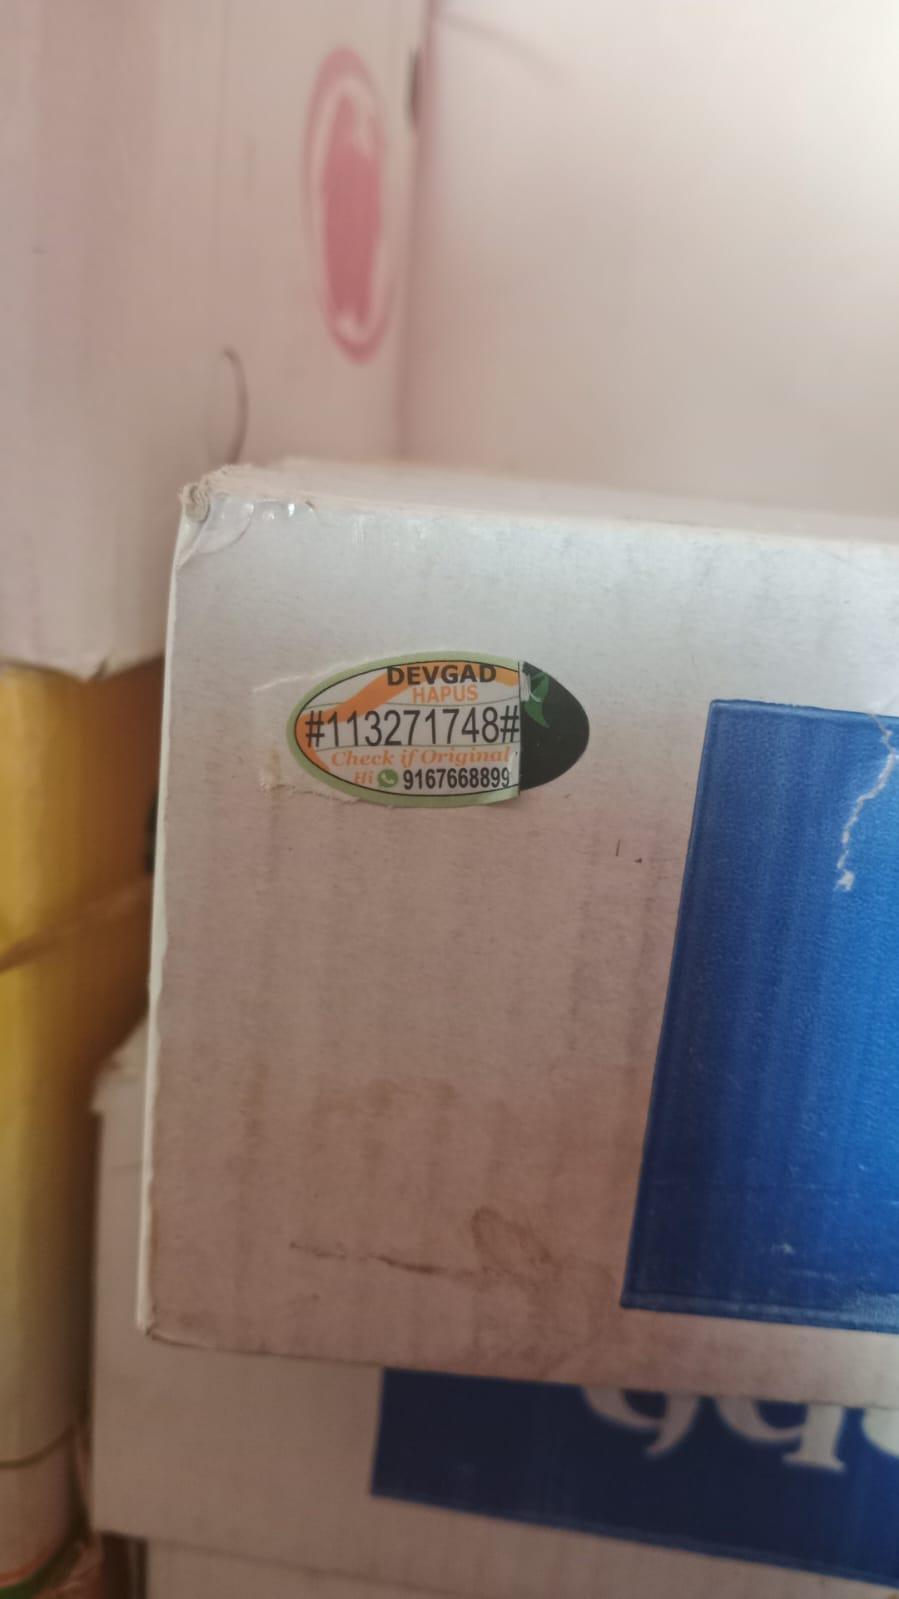 DEVGAD
HAPUS
#113271748#
Check if Original
Hi 9167668899